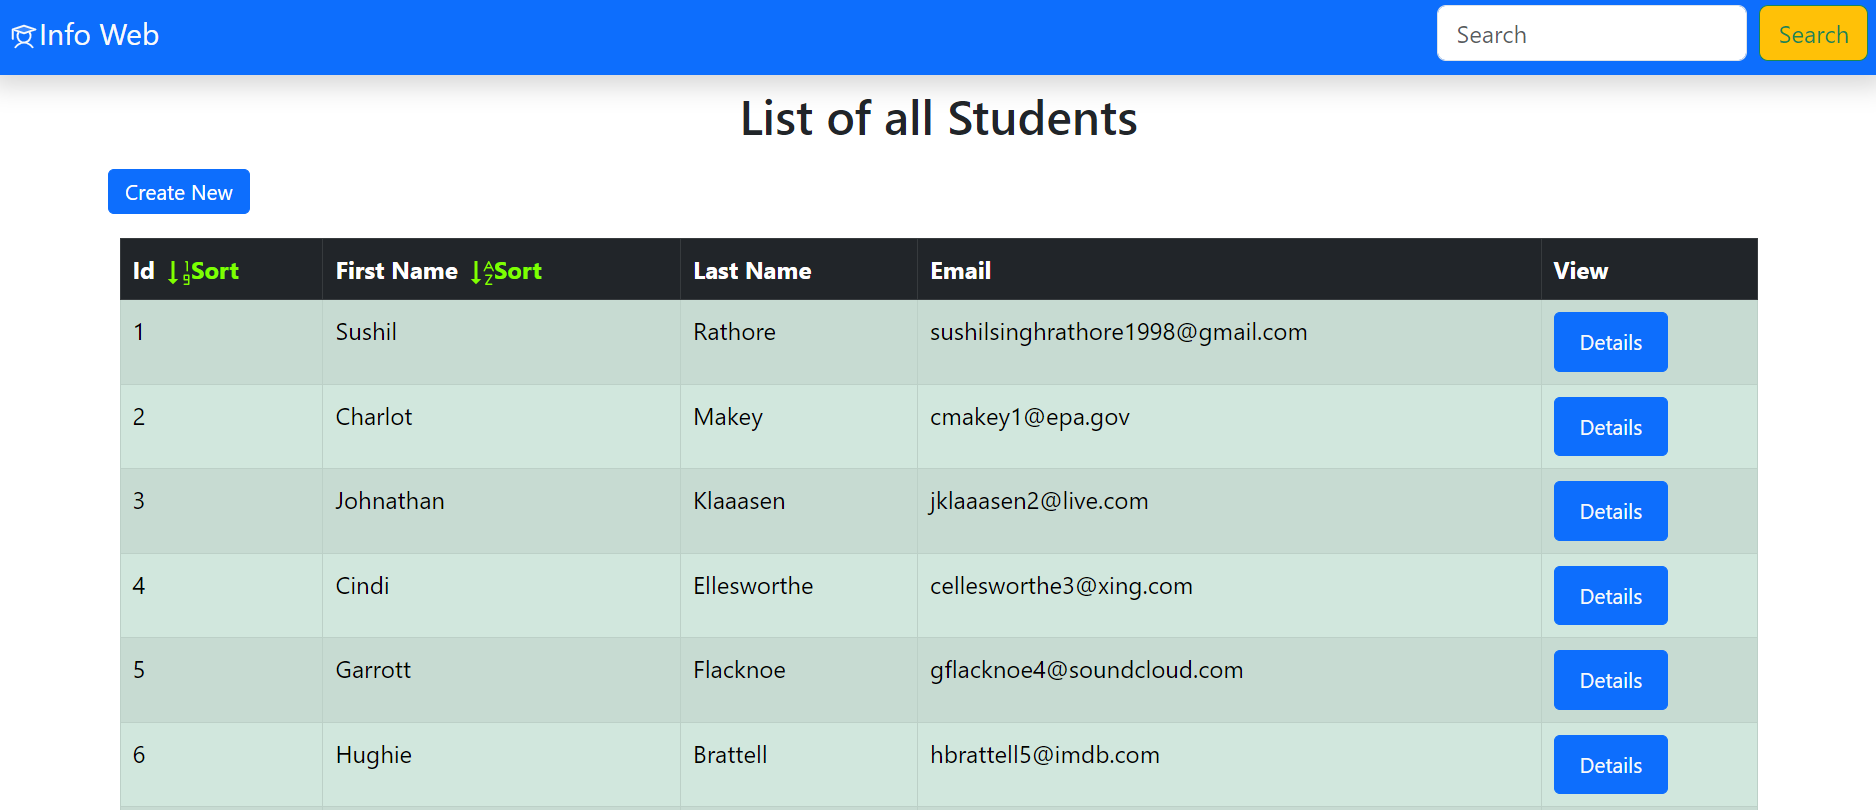 Info Web Search Search
List of all Students
Create New
Id Sort First Name Sort Last Name Email View
1 Sushil Rathore sushilsinghrathore1998@gmail.com Details
2 Charlot Makey cmakey1@epa.gov Details
3 Johnathan Klaaasen jklaaasen2@live.com Details
4 Cindi Ellesworthe cellesworthe3@xing.com Details
5 Garrott Flacknoe gflacknoe4@soundcloud.com Details
6 Hughie Brattell hbrattell5@imdb.com Details